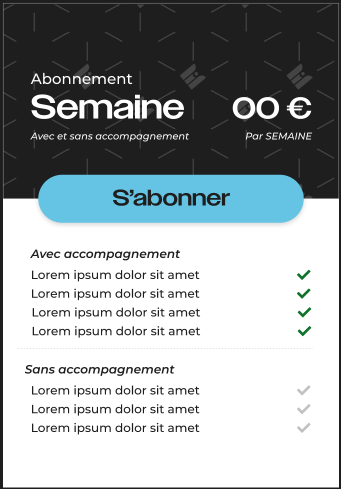 Abonnement
Semaine 00 €
Avec et sans accompagnement Par SEMAINE
S'abonner
Avec accompagnement
Lorem ipsum dolor sit amet
Lorem ipsum dolor sit amet
Lorem ipsum dolor sit amet
Lorem ipsum dolor sit amet
Sans accompagnement
Lorem ipsum dolor sit amet
Lorem ipsum dolor sit amet
Lorem ipsum dolor sit amet